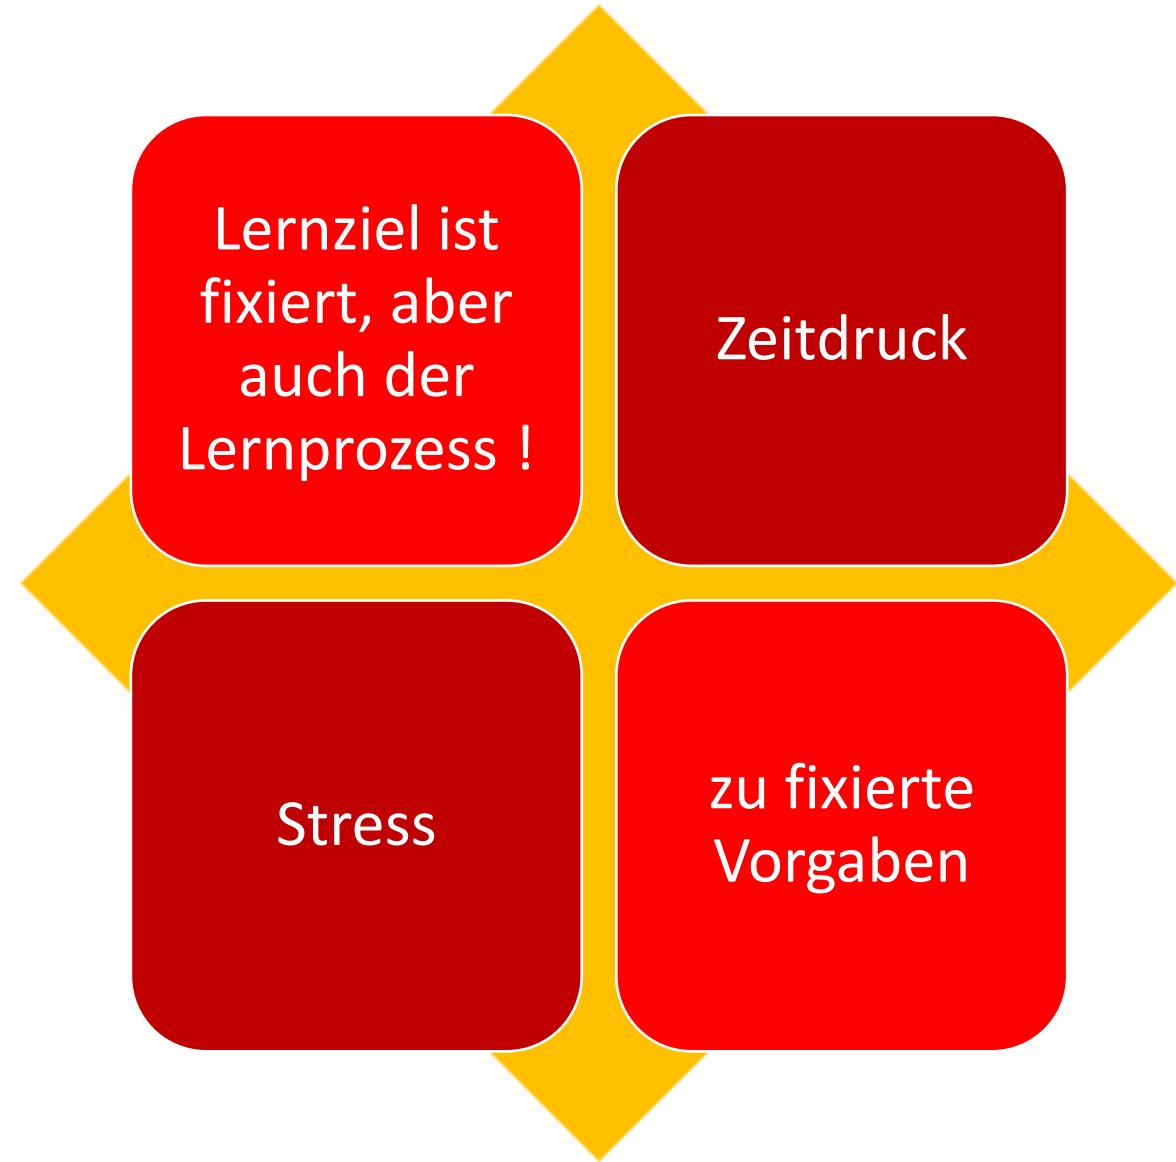 Lernziel ist
fixiert, aber
auch der
Lernprozess !
Zeitdruck
Stress
zu fixierte
Vorgaben